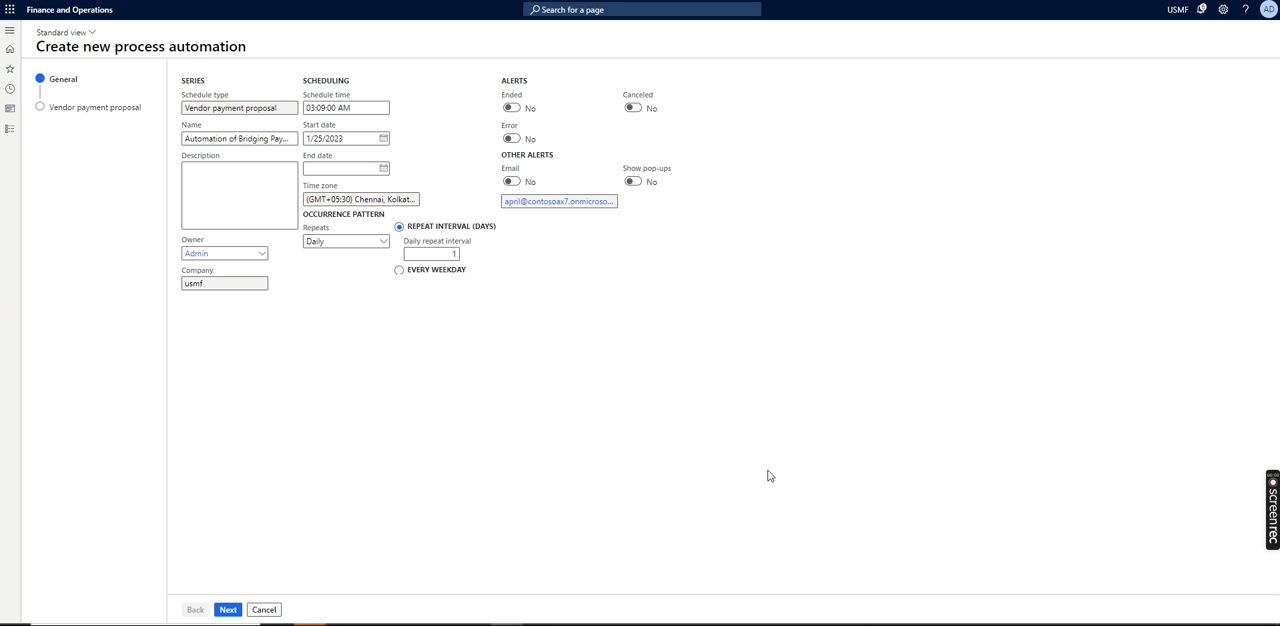 Finance and Operations
Search for a page
USMF
?
AD
Standard view
Create new process automation
General
Vendor payment proposal
SERIES
Schedule type
Vendor payment proposal
Name
Automation of Bridging Pay...
Description
Owner
Admin
Company
usmf
SCHEDULING
Schedule time
03:09:00 AM
Start date
1/25/2023
End date
Time zone
(GMT+05:30) Chennai, Kolkat...
OCCURRENCE PATTERN
Repeats
Daily
REPEAT INTERVAL (DAYS)
Daily repeat interval
1
EVERY WEEKDAY
ALERTS
Ended
No
Canceled
No
Error
No
OTHER ALERTS
Email
No
Show pop-ups
No
april@contosoax7.onmicroso...
Back
Next
Cancel
screenrec